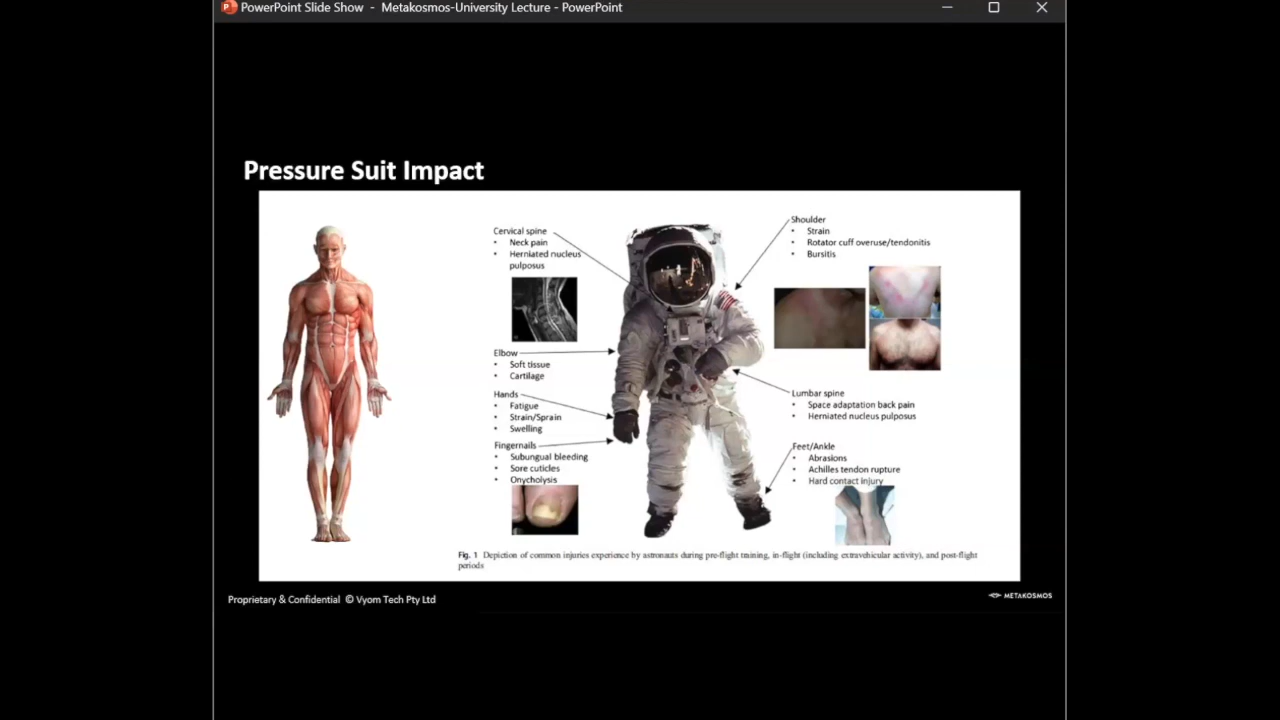 PowerPoint Slide Show - Metakosmos-University Lecture - PowerPoint
Pressure Suit Impact
Cervical spine
• Neck pain
• Herniated nucleus
pulposus
Elbow
• Soft tissue
• Cartilage
Hands
• Fatigue
• Strain/Sprain
• Swelling
Fingernails
• Subungual bleeding
• Sore cuticles
• Onycholysis
Shoulder
• Strain
• Rotator cuff overuse/tendonitis
• Bursitis
Lumbar spine
• Space adaptation back pain
• Herniated nucleus pulposus
Feet/Ankle
• Abrasions
• Achilles tendon rupture
• Hard contact injury
Fig. 1 Depiction of common injuries experience by astronauts during pre-flight training, in-flight (including extravehicular activity), and post-flight
periods
Proprietary & Confidential © Vyom Tech Pty Ltd
METAKOSMOS